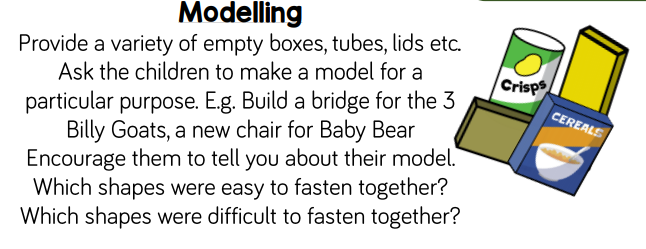 Modelling
Provide a variety of empty boxes, tubes, lids etc.
Ask the children to make a model for a
particular purpose. E.g. Build a bridge for the 3
Billy Goats, a new chair for Baby Bear
Encourage them to tell you about their model.
Which shapes were easy to fasten together?
Which shapes were difficult to fasten together?
Crisps
CEREALS